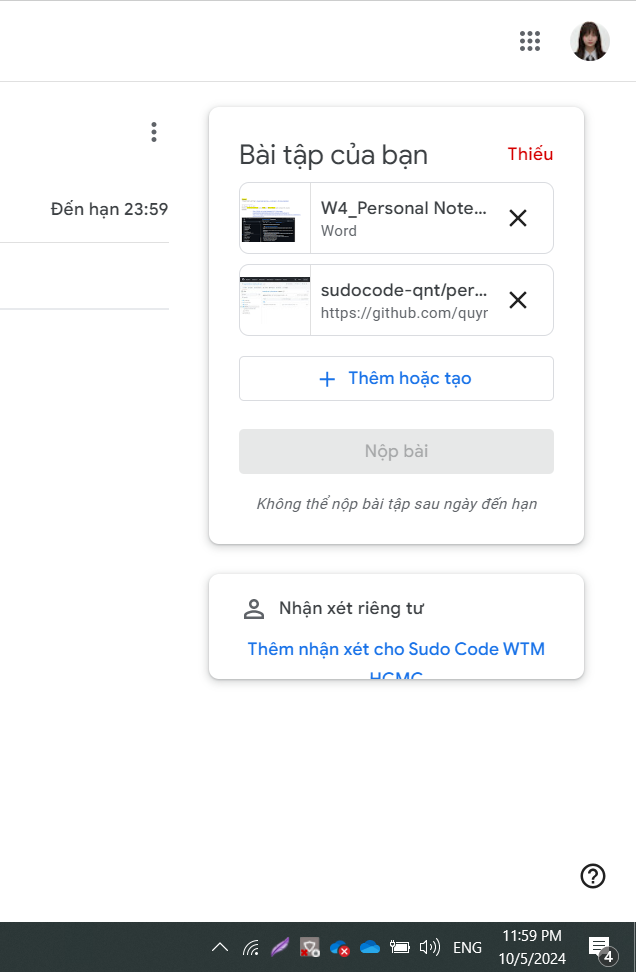 Đến hạn 23:59
Bài tập của bạn
Thiếu
W4_Personal Note...
Word
sudocode-qnt/per...
https://github.com/quyr
Thêm hoặc tạo
Nộp bài
Không thể nộp bài tập sau ngày đến hạn
Nhận xét riêng tư
Thêm nhận xét cho Sudo Code WTM
HCMC
ENG
11:59 PM
10/5/2024
4